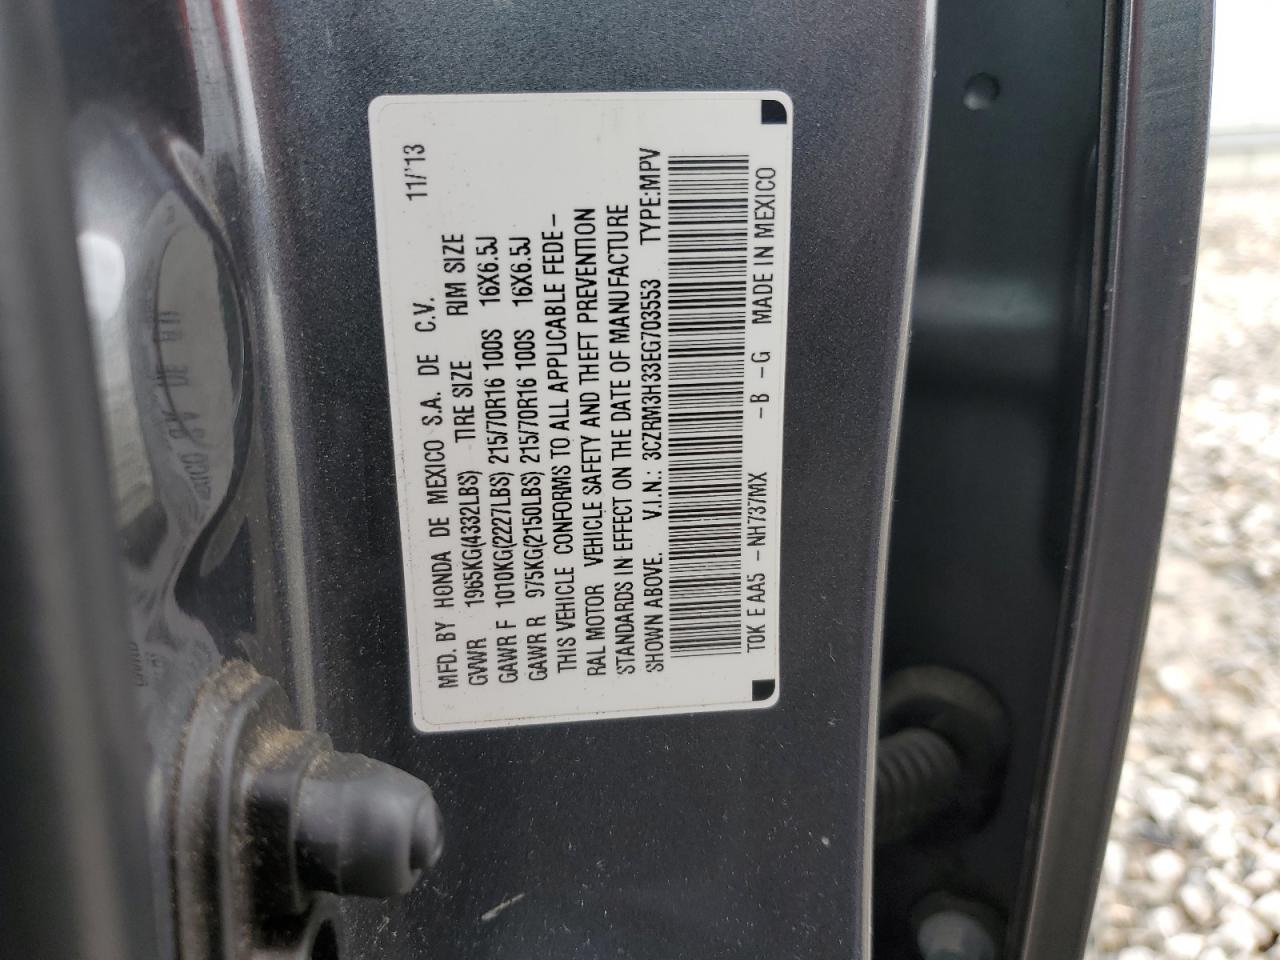 11/'13
MFD. BY HONDA DE MEXICO S.A. DE C.V.
GVWR 1965KG(4332LBS) TIRE SIZE RIM SIZE
GAWR F 1010KG(2227LBS) 215/70R16 100S 16X6.5J
GAWR R 975KG(2150LBS) 215/70R16 100S 16X6.5J
THIS VEHICLE CONFORMS TO ALL APPLICABLE FEDE-
RAL MOTOR VEHICLE SAFETY AND THEFT PREVENTION
STANDARDS IN EFFECT ON THE DATE OF MANUFACTURE
SHOWN ABOVE. V.I.N.: 3CZRM3H33EG703553 TYPE:MPV
T0K E AA5 -NH737MX -B -G MADE IN MEXICO